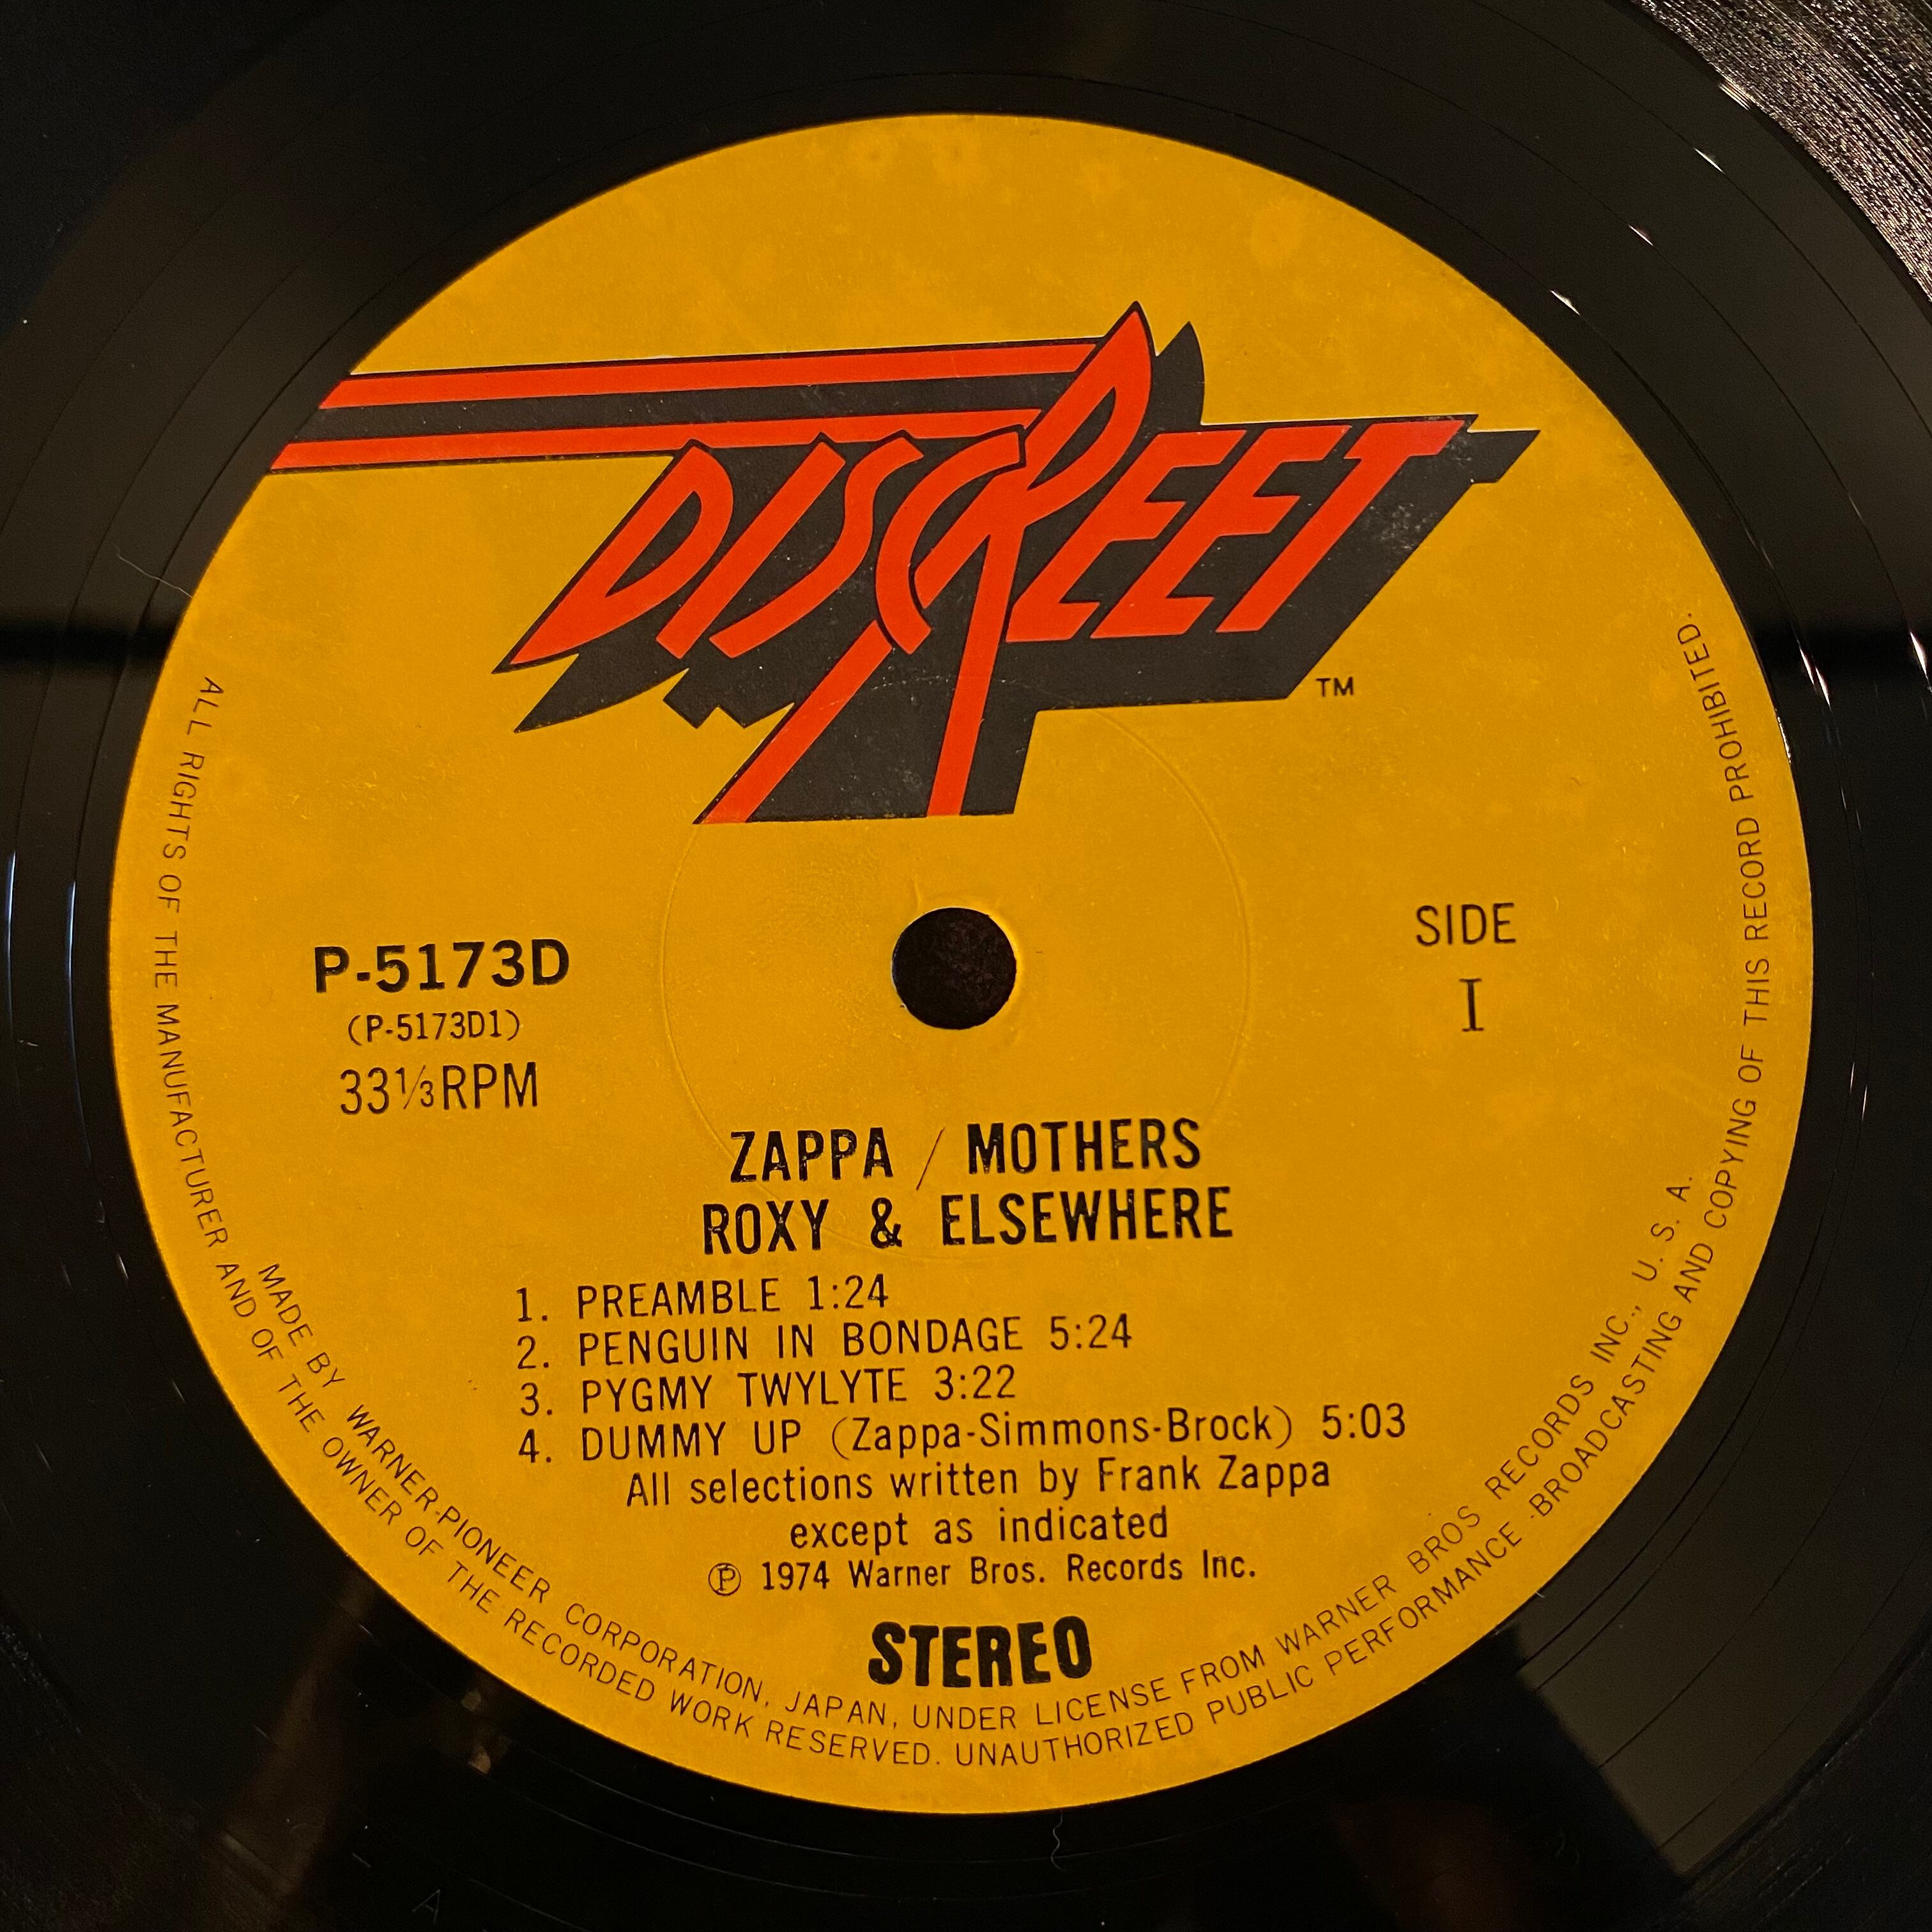 DISCREET
TM
P-5173D
(P-5173D1)
33⅓RPM
SIDE
I
ZAPPA / MOTHERS
ROXY & ELSEWHERE
1. PREAMBLE 1:24
2. PENGUIN IN BONDAGE 5:24
3. PYGMY TWYLYTE 3:22
4. DUMMY UP (Zappa-Simmons-Brock) 5:03
All selections written by Frank Zappa
except as indicated
Ⓟ 1974 Warner Bros. Records Inc.
STEREO
MADE BY WARNER-PIONEER CORPORATION, JAPAN, UNDER LICENSE FROM WARNER BROS RECORDS INC., U. S. A.
ALL RIGHTS OF THE MANUFACTURER AND OF THE OWNER OF THE RECORDED WORK RESERVED. UNAUTHORIZED PUBLIC PERFORMANCE-BROADCASTING AND COPYING OF THIS RECORD PROHIBITED.